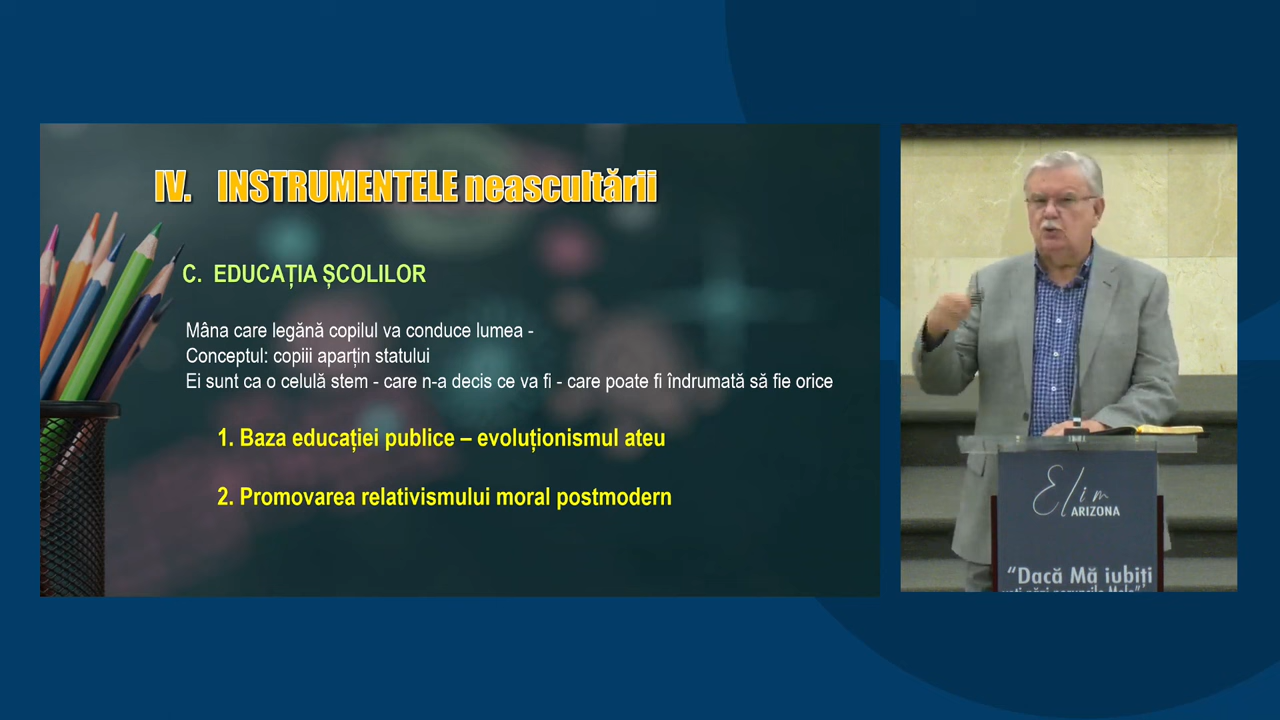 IV. INSTRUMENTELE neascultării
C. EDUCAȚIA ȘCOLILOR
Mâna care legănă copilul va conduce lumea -
Conceptul: copiii aparțin statului
Ei sunt ca o celulă stem - care n-a decis ce va fi - care poate fi îndrumată să fie orice
1. Baza educației publice – evoluționismul ateu
2. Promovarea relativismului moral postmodern
Elim
ARIZONA
“Dacă Mă iubiți